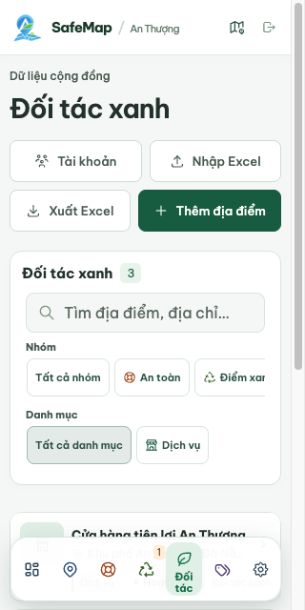 SafeMap / An Thượng
Dữ liệu cộng đồng
Đối tác xanh
Tài khoản
Nhập Excel
Xuất Excel
+ Thêm địa điểm
Đối tác xanh 3
Tìm địa điểm, địa chỉ...
Nhóm
Tất cả nhóm
An toàn
Điểm xan
Danh mục
Tất cả danh mục
Dịch vụ
Cửa hàng tiện lợi An Thượng
1
Đối
tác